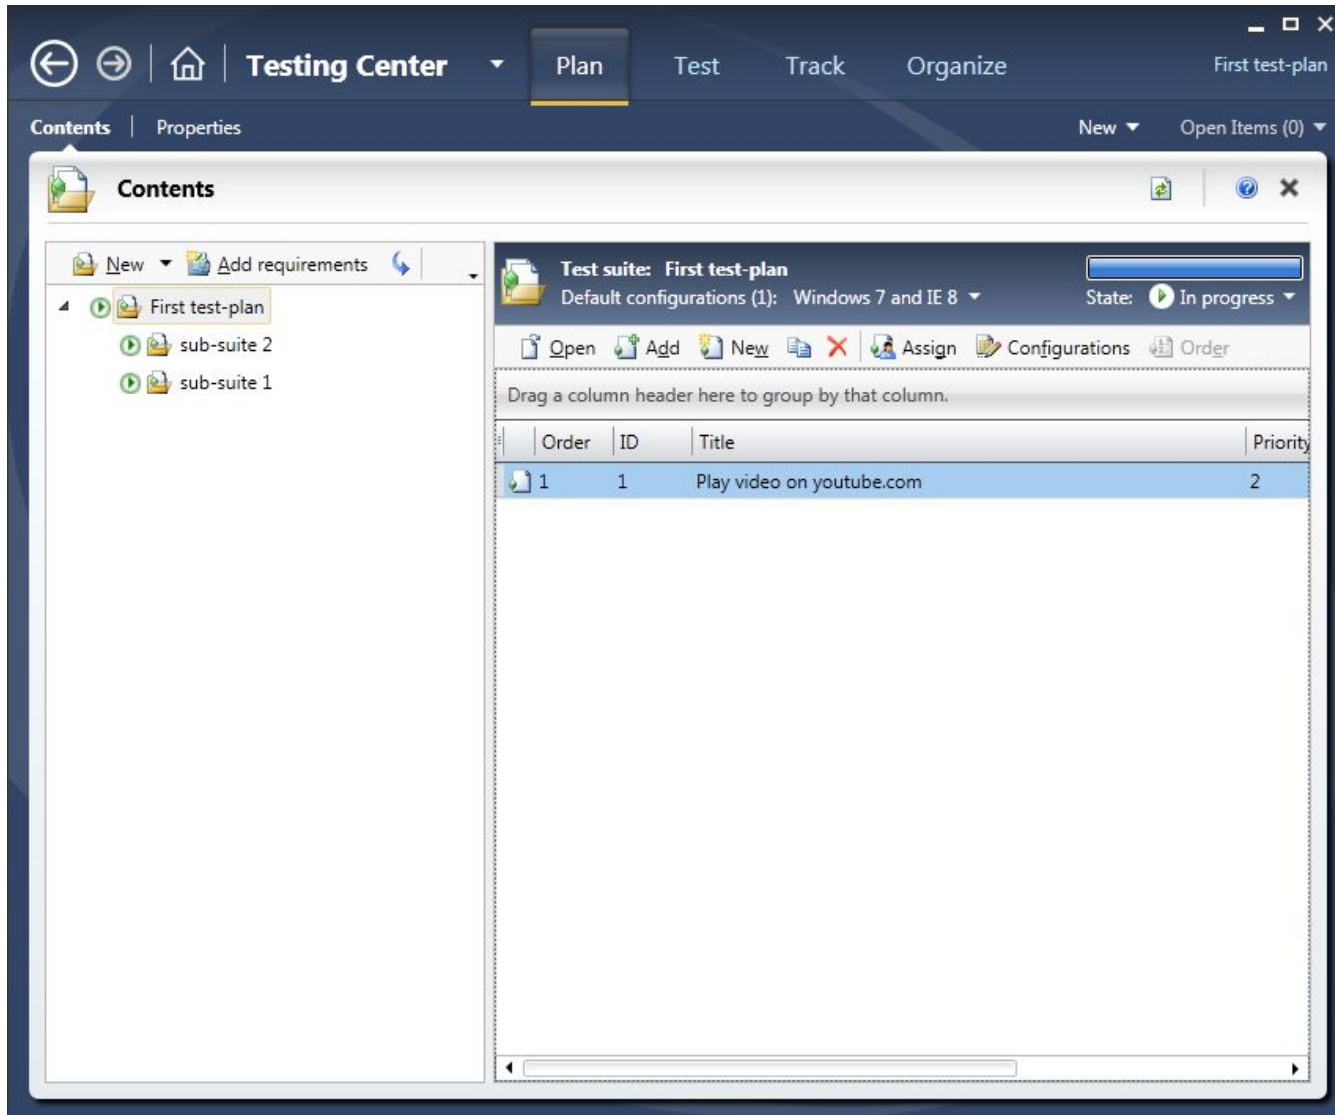 Testing Center Plan Test Track Organize First test-plan
Contents Properties New Open Items (0)
Contents
New Add requirements
First test-plan
sub-suite 2
sub-suite 1
Test suite: First test-plan
Default configurations (1): Windows 7 and IE 8 State: In progress
Open Add New Assign Configurations Order
Drag a column header here to group by that column.
Order ID Title Priority
1 1 Play video on youtube.com 2